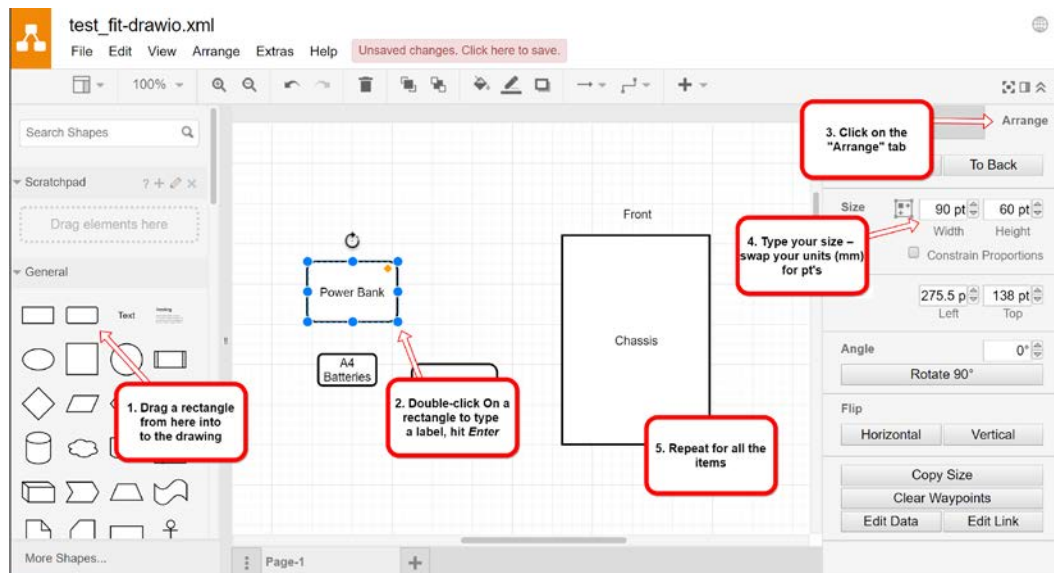 test_fit-drawio.xml
File Edit View Arrange Extras Help Unsaved changes. Click here to save.
100%
Search Shapes
Scratchpad
Drag elements here
General
Text
Heading
More Shapes...
Front
Power Bank
A4
Batteries
Chassis
1. Drag a rectangle
from here into
to the drawing
2. Double-click On a
rectangle to type
a label, hit Enter
3. Click on the
"Arrange" tab
4. Type your size –
swap your units (mm)
for pt's
5. Repeat for all the
items
Page-1
Arrange
To Back
Size 90 pt 60 pt
Width Height
Constrain Proportions
275.5 p 138 pt
Left Top
Angle 0°
Rotate 90°
Flip
Horizontal Vertical
Copy Size
Clear Waypoints
Edit Data Edit Link